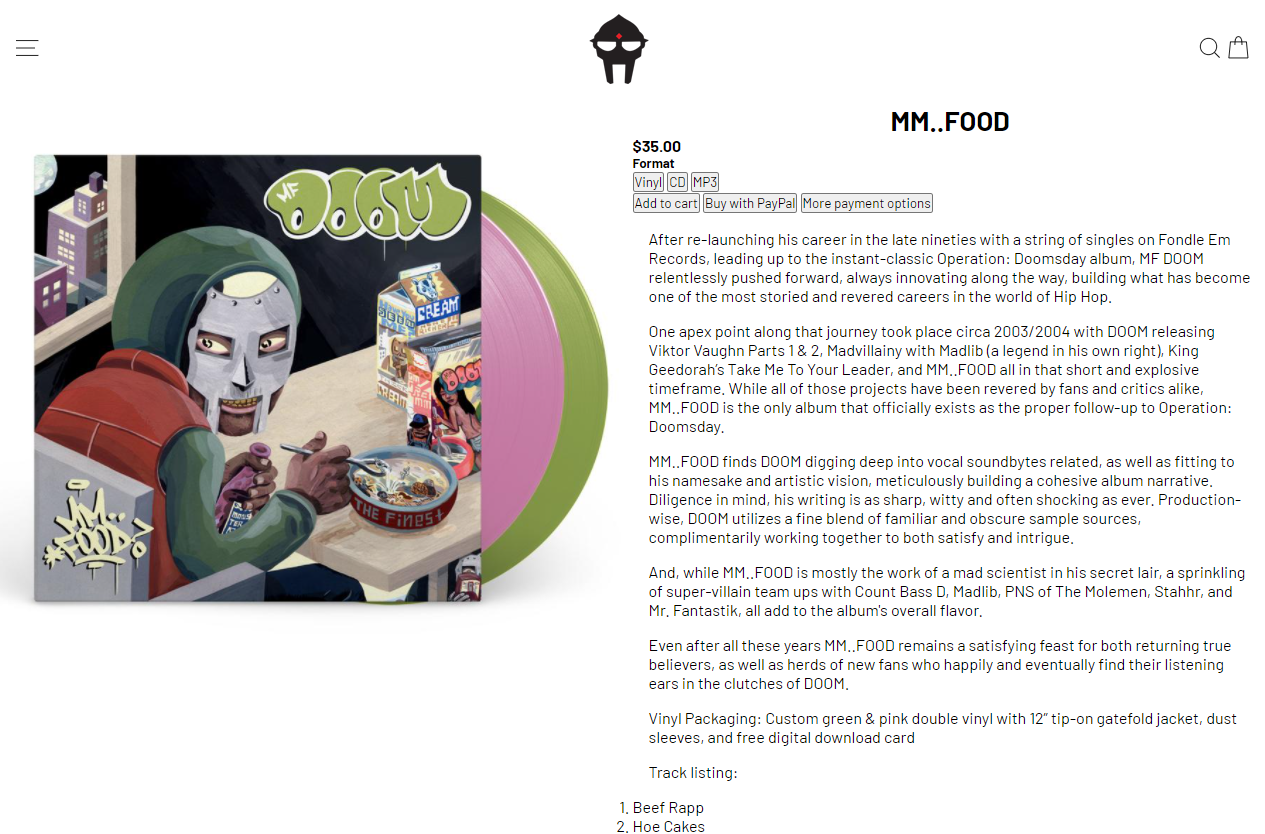 MM..FOOD
$35.00
Format
Vinyl CD MP3
Add to cart Buy with PayPal More payment options
MF DOOM
CREAM
THE FINEST
MM..FOOD?
After re-launching his career in the late nineties with a string of singles on Fondle Em
Records, leading up to the instant-classic Operation: Doomsday album, MF DOOM
relentlessly pushed forward, always innovating along the way, building what has become
one of the most storied and revered careers in the world of Hip Hop.
One apex point along that journey took place circa 2003/2004 with DOOM releasing
Viktor Vaughn Parts 1 & 2, Madvillainy with Madlib (a legend in his own right), King
Geedorah’s Take Me To Your Leader, and MM..FOOD all in that short and explosive
timeframe. While all of those projects have been revered by fans and critics alike,
MM..FOOD is the only album that officially exists as the proper follow-up to Operation:
Doomsday.
MM..FOOD finds DOOM digging deep into vocal soundbytes related, as well as fitting to
his namesake and artistic vision, meticulously building a cohesive album narrative.
Diligence in mind, his writing is as sharp, witty and often shocking as ever. Production-
wise, DOOM utilizes a fine blend of familiar and obscure sample sources,
complimentarily working together to both satisfy and intrigue.
And, while MM..FOOD is mostly the work of a mad scientist in his secret lair, a sprinkling
of super-villain team ups with Count Bass D, Madlib, PNS of The Molemen, Stahhr, and
Mr. Fantastik, all add to the album's overall flavor.
Even after all these years MM..FOOD remains a satisfying feast for both returning true
believers, as well as herds of new fans who happily and eventually find their listening
ears in the clutches of DOOM.
Vinyl Packaging: Custom green & pink double vinyl with 12” tip-on gatefold jacket, dust
sleeves, and free digital download card
Track listing:
1. Beef Rapp
2. Hoe Cakes